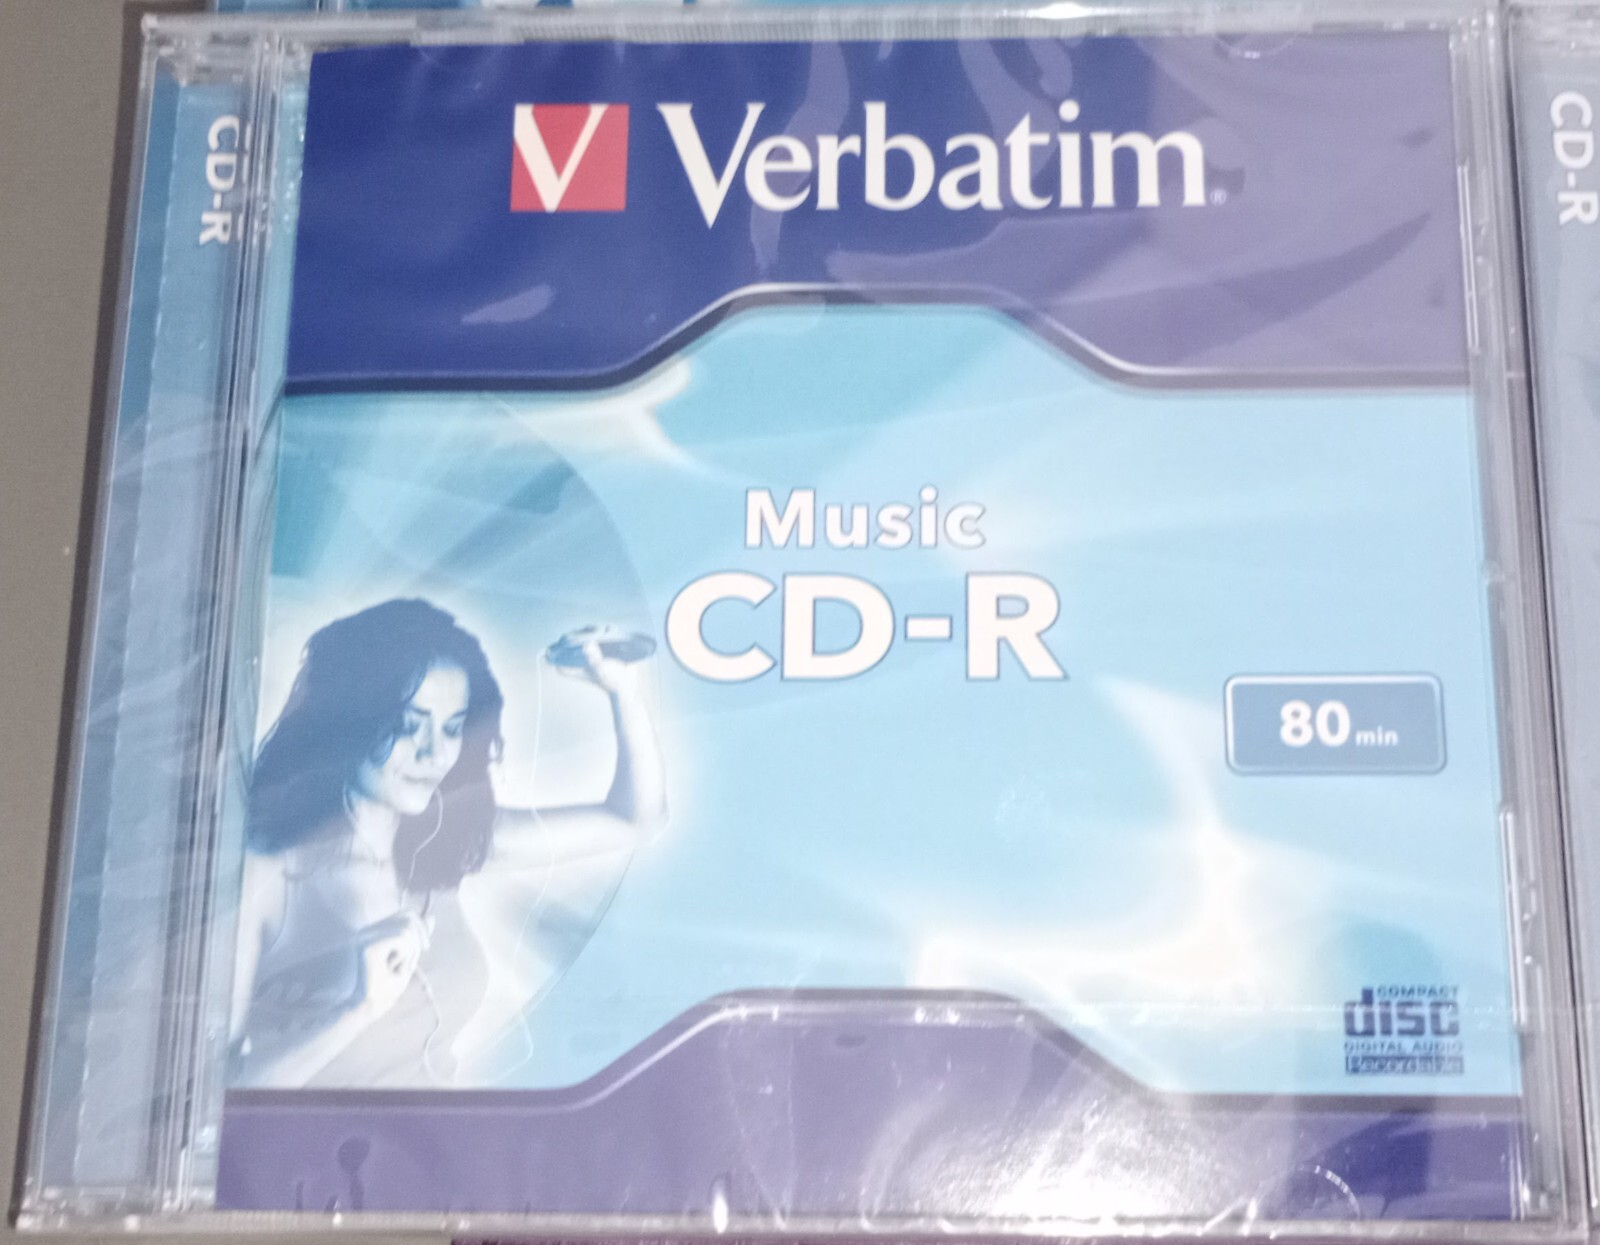 V Verbatim®
CD-R
Music
CD-R
80 min
COMPACT
disc
DIGITAL AUDIO
Recordable
CD-R